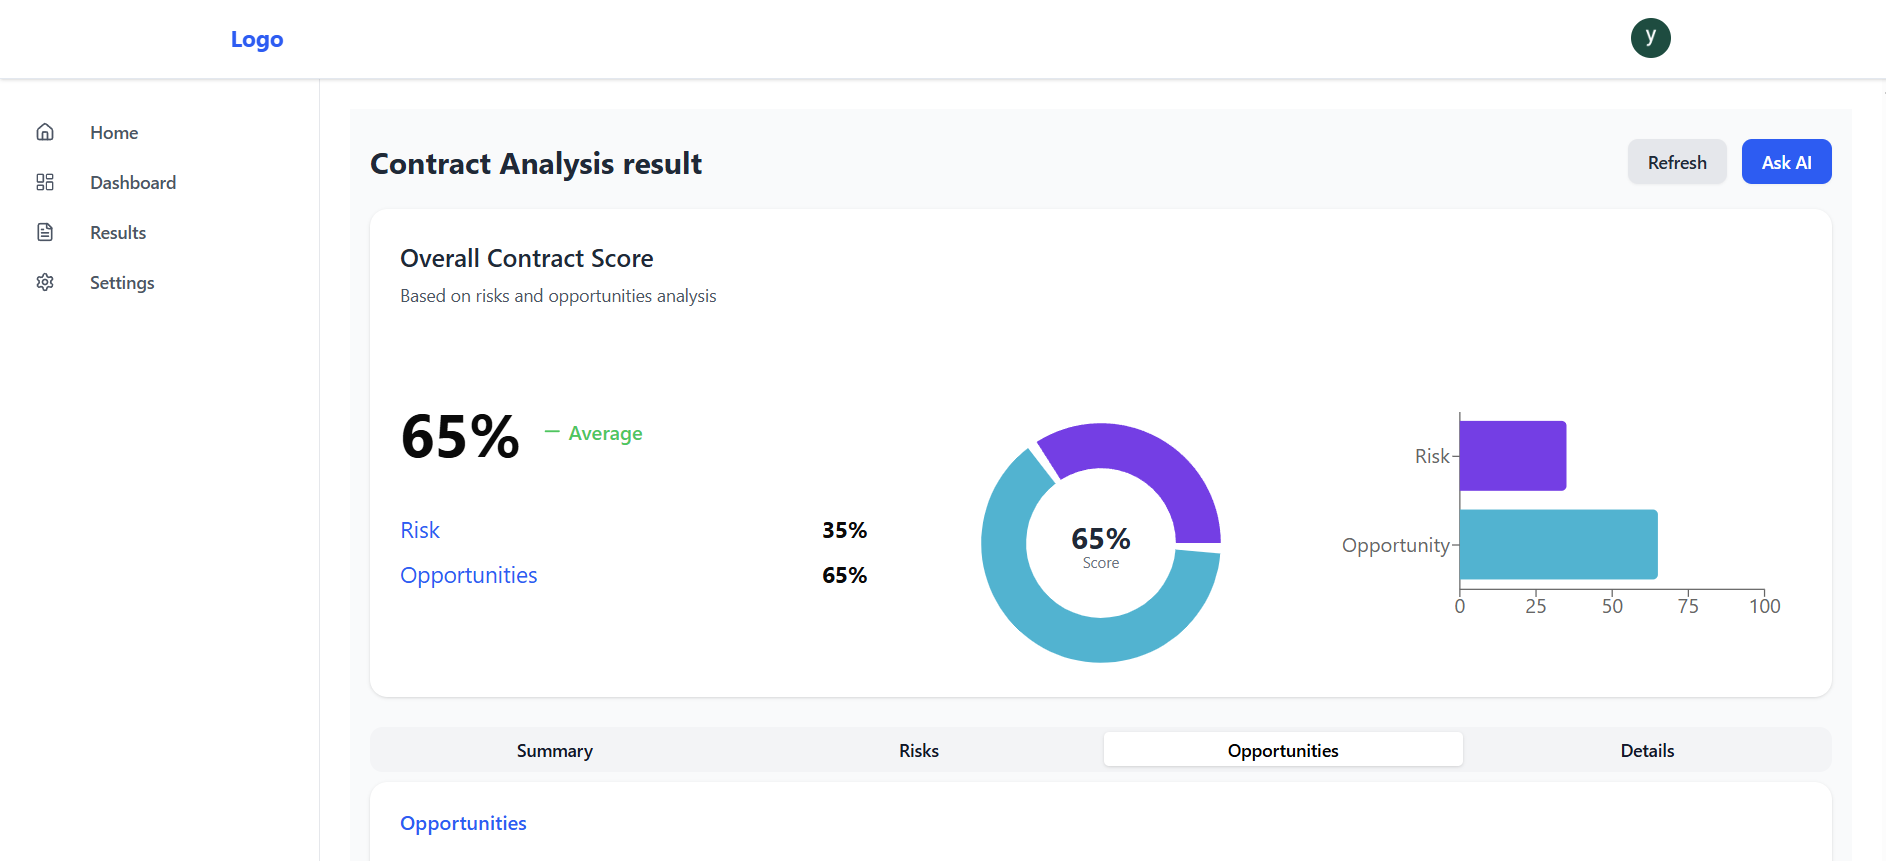 Logo
y
Home
Dashboard
Results
Settings
Contract Analysis result
Refresh
Ask AI
Overall Contract Score
Based on risks and opportunities analysis
65%
Average
Risk 35%
Opportunities 65%
65%
Score
Risk
Opportunity
0 25 50 75 100
Summary Risks Opportunities Details
Opportunities